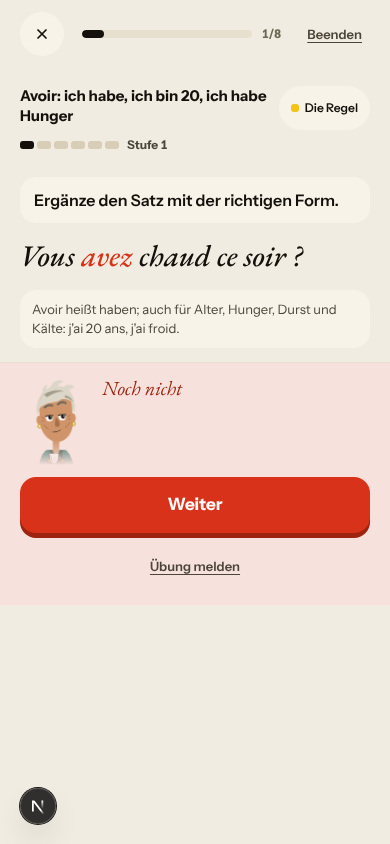 1/8
Beenden
Avoir: ich habe, ich bin 20, ich habe
Hunger
Die Regel
Stufe 1
Ergänze den Satz mit der richtigen Form.
Vous avez chaud ce soir ?
Avoir heißt haben; auch für Alter, Hunger, Durst und
Kälte: j'ai 20 ans, j'ai froid.
Noch nicht
Weiter
Übung melden
N